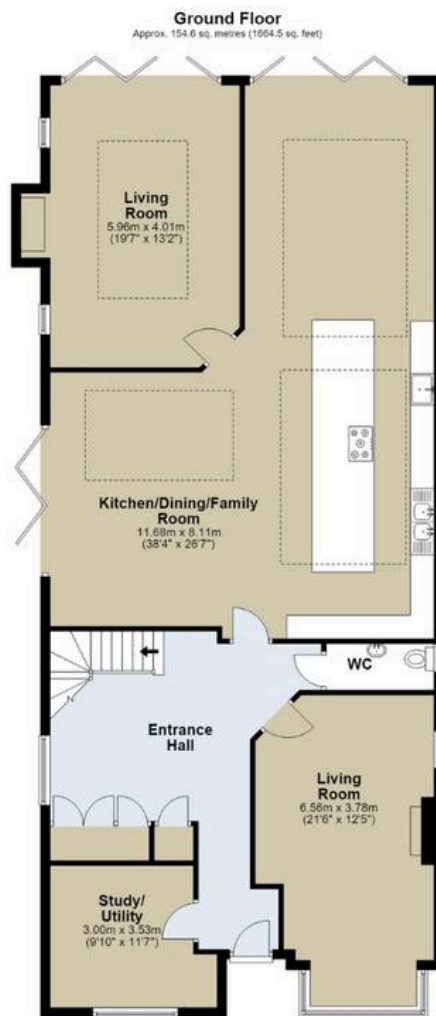 Ground Floor
Approx. 154.6 sq. metres (1664.5 sq. feet)
Living
Room
5.96m x 4.01m
(19'7" x 13'2")
Kitchen/Dining/Family
Room
11.68m x 8.11m
(38'4" x 26'7")
WC
Entrance
Hall
Living
Room
6.56m x 3.78m
(21'6" x 12'5")
Study/
Utility
3.00m x 3.53m
(9'10" x 11'7")